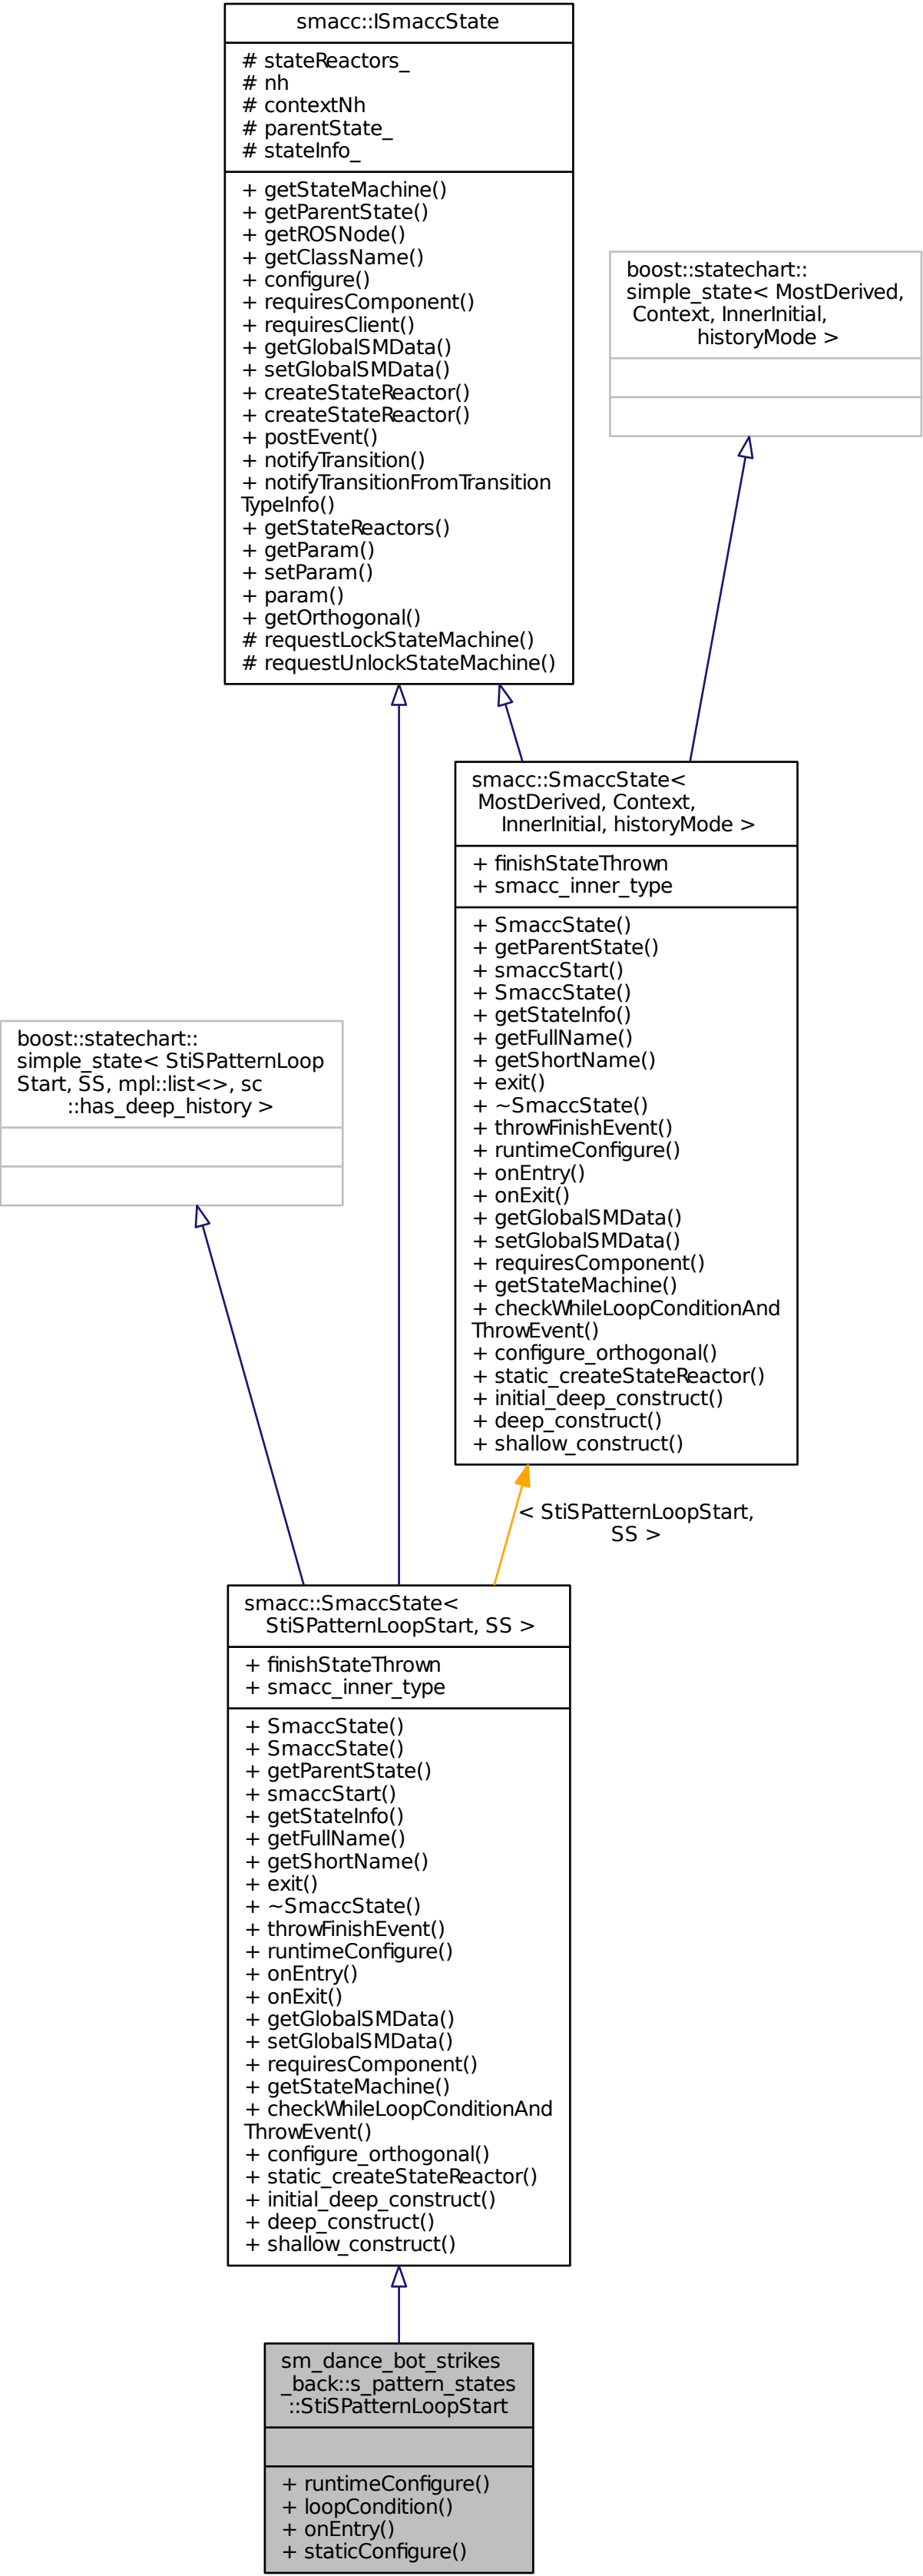 smacc::ISmaccState
# stateReactors_
# nh
# contextNh
# parentState_
# stateInfo_
+ getStateMachine()
+ getParentState()
+ getROSNode()
+ getClassName()
+ configure()
+ requiresComponent()
+ requiresClient()
+ getGlobalSMData()
+ setGlobalSMData()
+ createStateReactor()
+ createStateReactor()
+ postEvent()
+ notifyTransition()
+ notifyTransitionFromTransition
TypeInfo()
+ getStateReactors()
+ getParam()
+ setParam()
+ param()
+ getOrthogonal()
# requestLockStateMachine()
# requestUnlockStateMachine()
boost::statechart::
simple_state< MostDerived,
Context, InnerInitial,
historyMode >
smacc::SmaccState<
MostDerived, Context,
InnerInitial, historyMode >
+ finishStateThrown
+ smacc_inner_type
+ SmaccState()
+ getParentState()
+ smaccStart()
+ SmaccState()
+ getStateInfo()
+ getFullName()
+ getShortName()
+ exit()
+ ~SmaccState()
+ throwFinishEvent()
+ runtimeConfigure()
+ onEntry()
+ onExit()
+ getGlobalSMData()
+ setGlobalSMData()
+ requiresComponent()
+ getStateMachine()
+ checkWhileLoopConditionAnd
ThrowEvent()
+ configure_orthogonal()
+ static_createStateReactor()
+ initial_deep_construct()
+ deep_construct()
+ shallow_construct()
boost::statechart::
simple_state< StiSPatternLoop
Start, SS, mpl::list<>, sc
::has_deep_history >
< StiSPatternLoopStart,
SS >
smacc::SmaccState<
StiSPatternLoopStart, SS >
+ finishStateThrown
+ smacc_inner_type
+ SmaccState()
+ SmaccState()
+ getParentState()
+ smaccStart()
+ getStateInfo()
+ getFullName()
+ getShortName()
+ exit()
+ ~SmaccState()
+ throwFinishEvent()
+ runtimeConfigure()
+ onEntry()
+ onExit()
+ getGlobalSMData()
+ setGlobalSMData()
+ requiresComponent()
+ getStateMachine()
+ checkWhileLoopConditionAnd
ThrowEvent()
+ configure_orthogonal()
+ static_createStateReactor()
+ initial_deep_construct()
+ deep_construct()
+ shallow_construct()
sm_dance_bot_strikes
_back::s_pattern_states
::StiSPatternLoopStart
+ runtimeConfigure()
+ loopCondition()
+ onEntry()
+ staticConfigure()